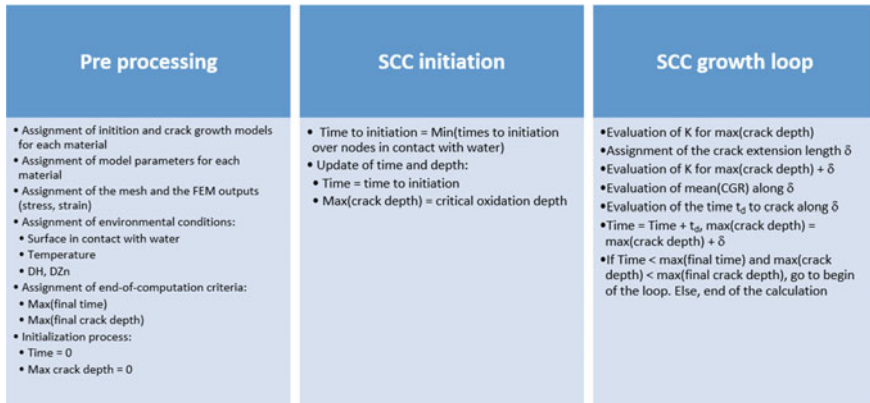 Pre processing
• Assignment of initition and crack growth models
for each material
• Assignment of model parameters for each
material
• Assignment of the mesh and the FEM outputs
(stress, strain)
• Assignment of environmental conditions:
• Surface in contact with water
• Temperature
• DH, DZn
• Assignment of end-of-computation criteria:
• Max(final time)
• Max(final crack depth)
• Initialization process:
• Time = 0
• Max crack depth = 0
SCC initiation
• Time to initiation = Min(times to initiation
over nodes in contact with water)
• Update of time and depth:
• Time = time to initiation
• Max(crack depth) = critical oxidation depth
SCC growth loop
•Evaluation of K for max(crack depth)
•Assignment of the crack extension length δ
•Evaluation of K for max(crack depth) + δ
•Evaluation of mean(CGR) along δ
•Evaluation of the time td to crack along δ
•Time = Time + td, max(crack depth) =
max(crack depth) + δ
•If Time < max(final time) and max(crack
depth) < max(final crack depth), go to begin
of the loop. Else, end of the calculation